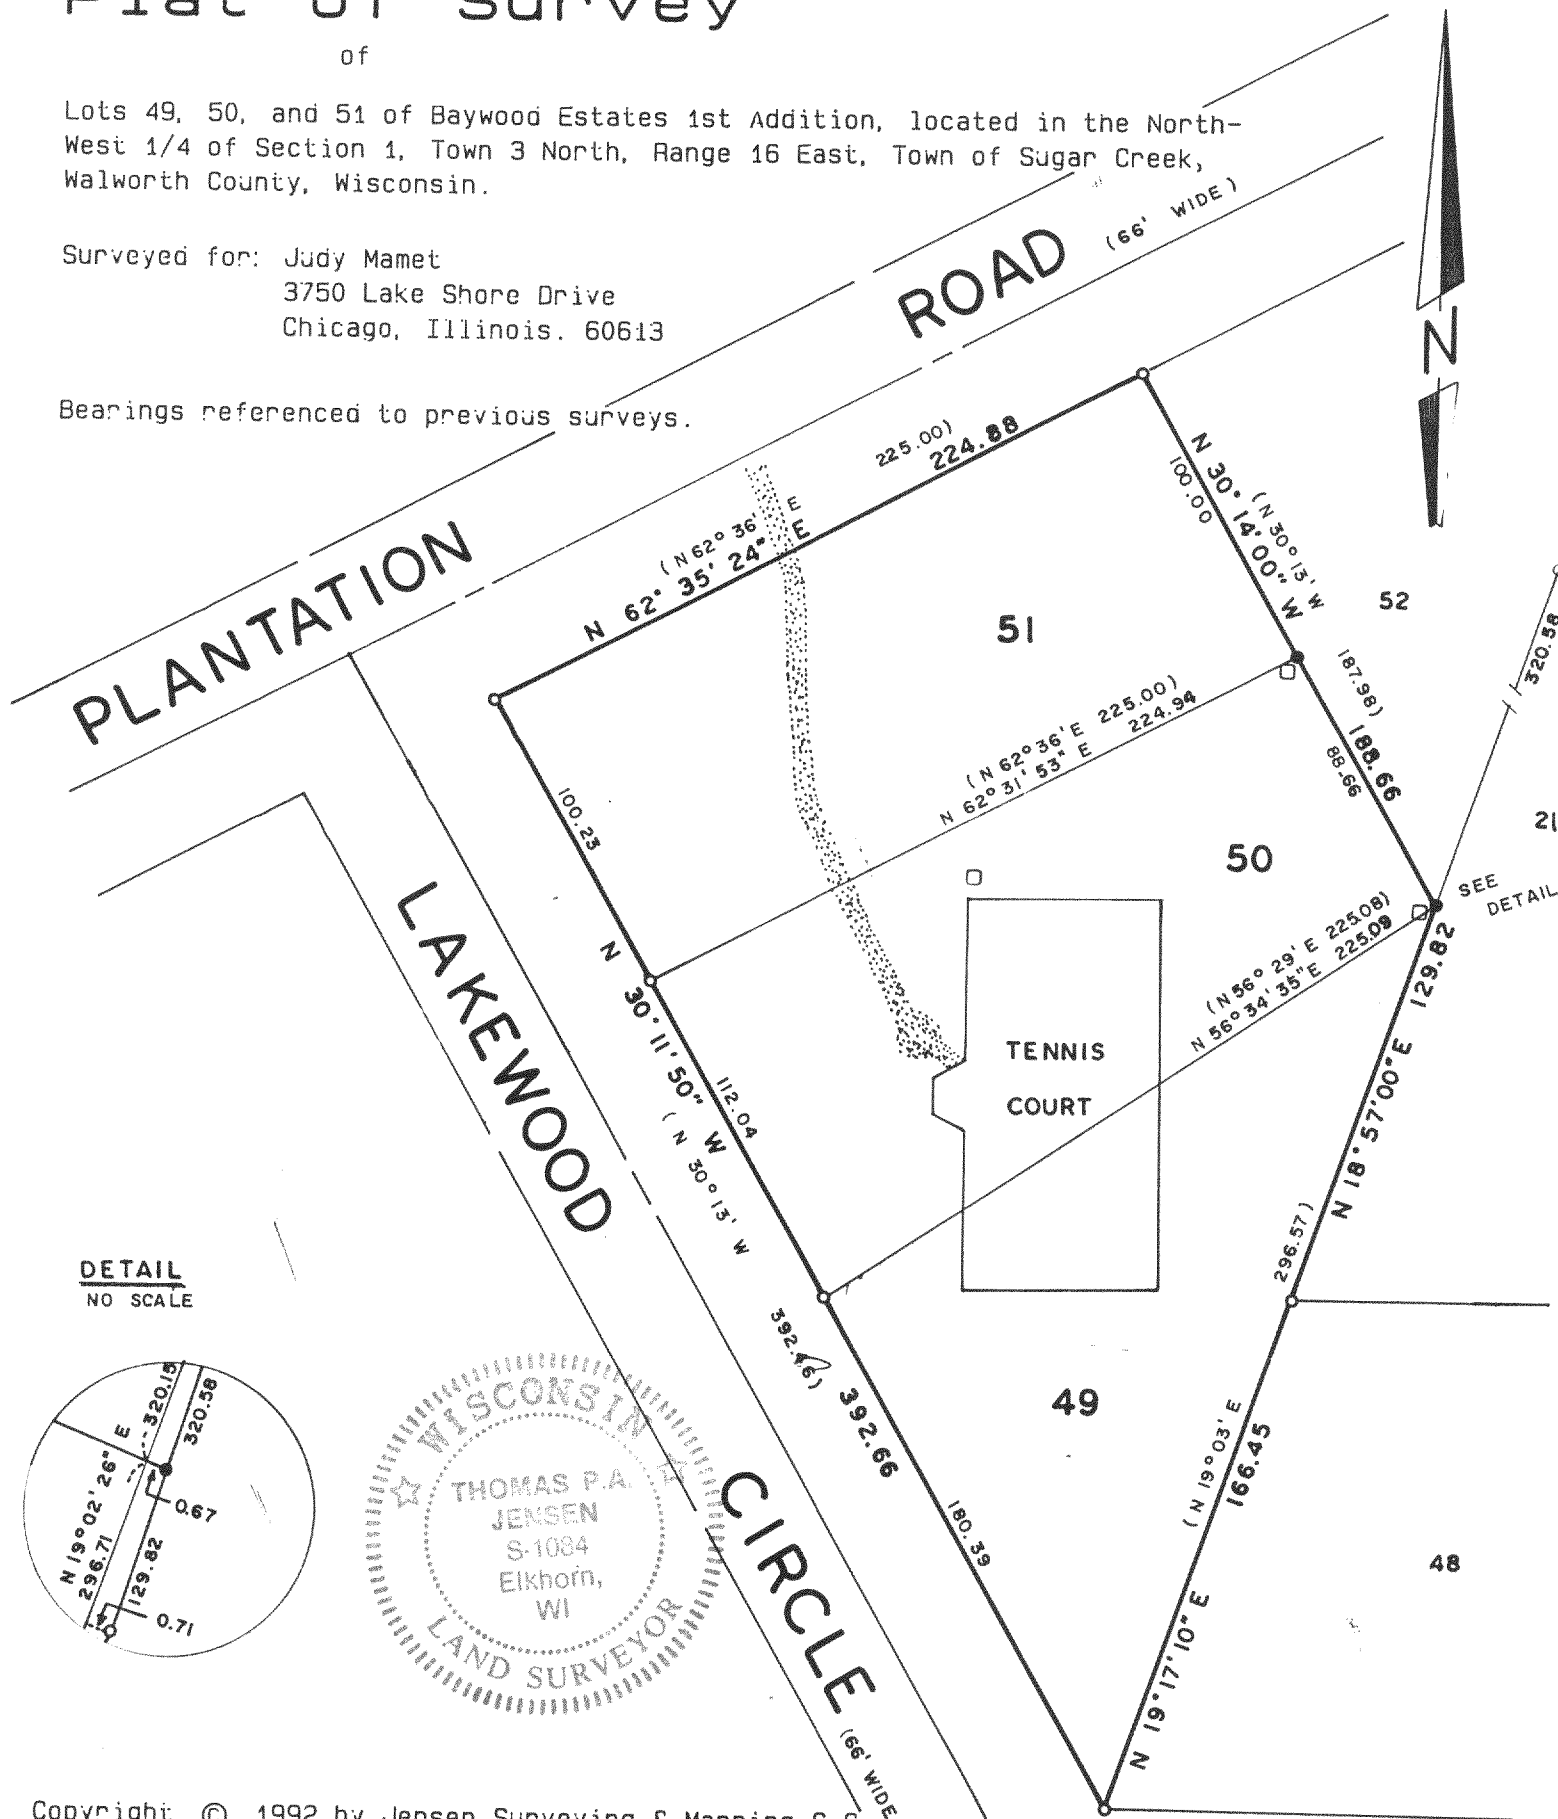 Plat of Survey
of
Lots 49, 50, and 51 of Baywood Estates 1st Addition, located in the North-
West 1/4 of Section 1, Town 3 North, Range 16 East, Town of Sugar Creek,
Walworth County, Wisconsin.
Surveyed for: Judy Mamet
3750 Lake Shore Drive
Chicago, Illinois. 60613
Bearings referenced to previous surveys.
PLANTATION ROAD (66' WIDE)
N
225.00)
224.88
(N 62° 36' E
N 62° 35' 24" E
N 30° 14' 00" W
(N 30° 13' W
100.00
52
51
320.58
187.98)
188.66
88.66
(N 62° 36' E 225.00)
N 62° 31' 53" E 224.94
100.23
21
50
SEE
DETAIL
(N 56° 29' E 225.08)
N 56° 34' 35" E 225.09
LAKEWOOD CIRCLE (66' WIDE
N 30° 11' 50" W
(N 30° 13' W
112.04
TENNIS
COURT
N 18° 57' 00" E 129.82
296.57)
392.66
180.39
49
(N 19° 03' E
166.45
N 19° 17' 10" E
48
DETAIL
NO SCALE
320.15
320.58
N 19° 02' 26" E
296.71
129.82
0.67
0.71
WISCONSIN
THOMAS P.A.
JENSEN
S-1084
Elkhorn,
WI
LAND SURVEYOR
Copyright © 1992 by Jensen Surveying & Mapping S.C.